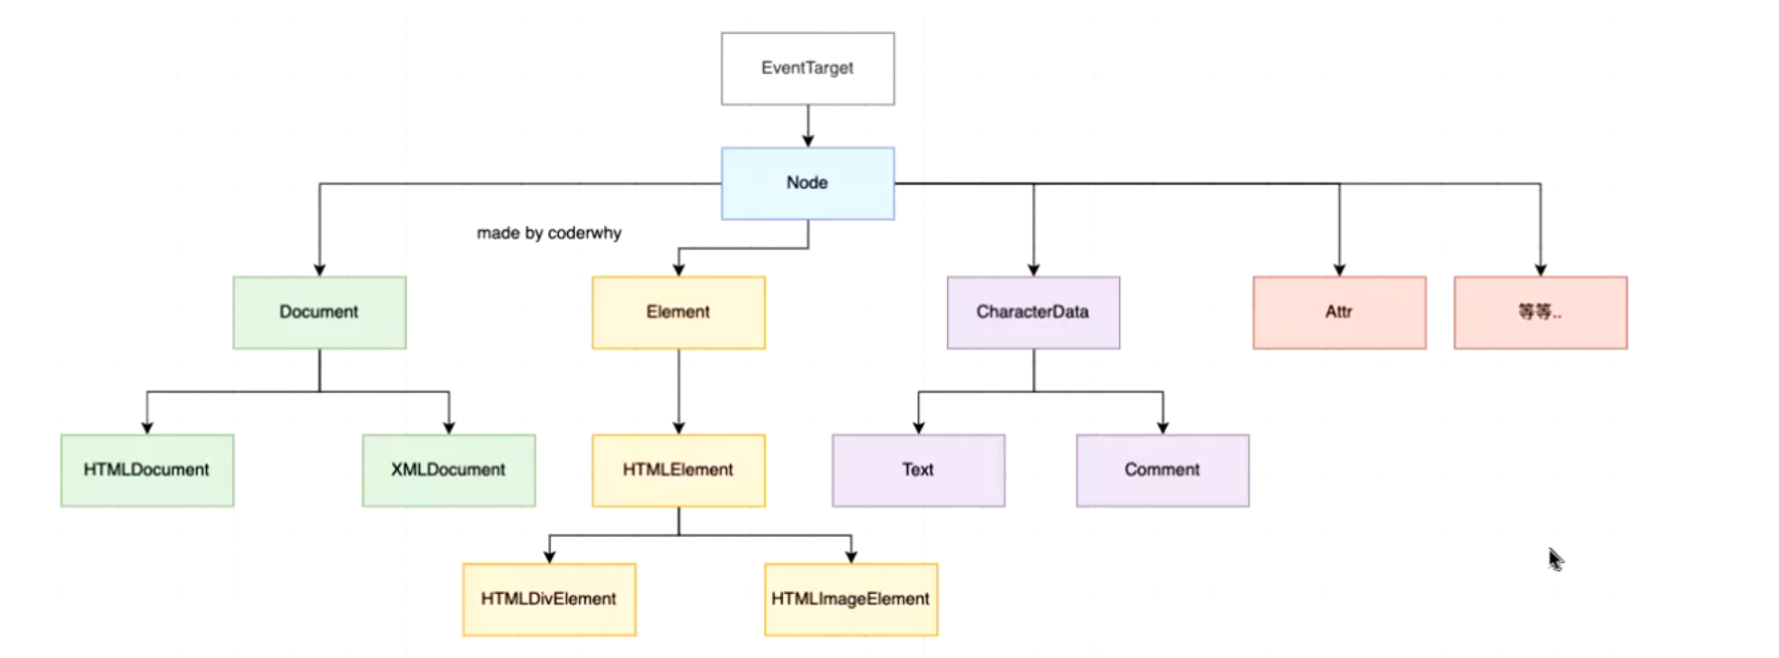 EventTarget
Node
made by coderwhy
Document
Element
CharacterData
Attr
等等..
HTMLDocument
XMLDocument
HTMLElement
Text
Comment
HTMLDivElement
HTMLImageElement